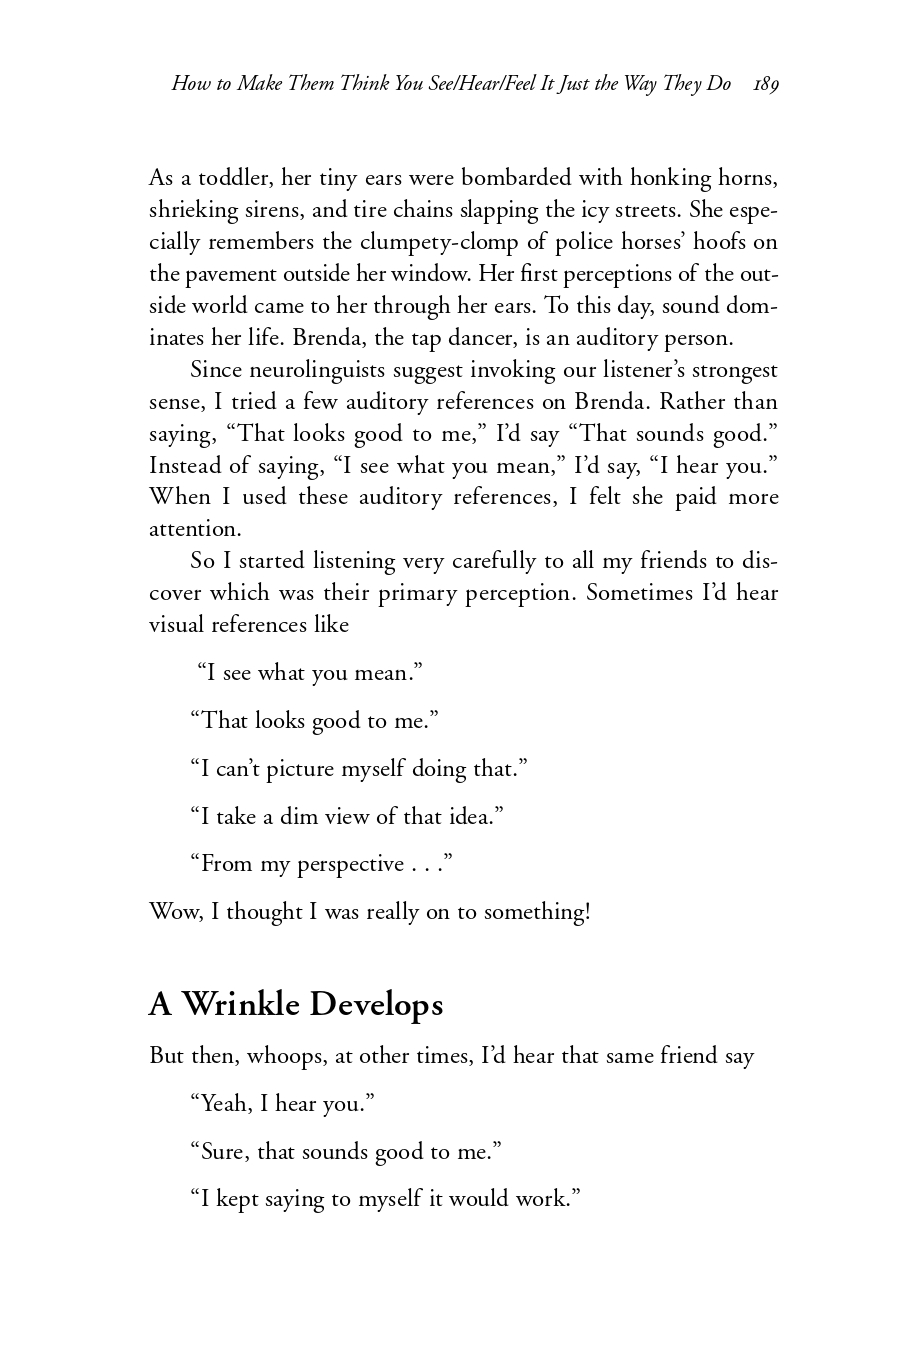 How to Make Them Think You See/Hear/Feel It Just the Way They Do 189
As a toddler, her tiny ears were bombarded with honking horns,
shrieking sirens, and tire chains slapping the icy streets. She espe-
cially remembers the clumpety-clomp of police horses’ hoofs on
the pavement outside her window. Her first perceptions of the out-
side world came to her through her ears. To this day, sound dom-
inates her life. Brenda, the tap dancer, is an auditory person.
Since neurolinguists suggest invoking our listener’s strongest
sense, I tried a few auditory references on Brenda. Rather than
saying, “That looks good to me,” I’d say “That sounds good.”
Instead of saying, “I see what you mean,” I’d say, “I hear you.”
When I used these auditory references, I felt she paid more
attention.
So I started listening very carefully to all my friends to dis-
cover which was their primary perception. Sometimes I’d hear
visual references like
“I see what you mean.”
“That looks good to me.”
“I can’t picture myself doing that.”
“I take a dim view of that idea.”
“From my perspective . . .”
Wow, I thought I was really on to something!
A Wrinkle Develops
But then, whoops, at other times, I’d hear that same friend say
“Yeah, I hear you.”
“Sure, that sounds good to me.”
“I kept saying to myself it would work.”